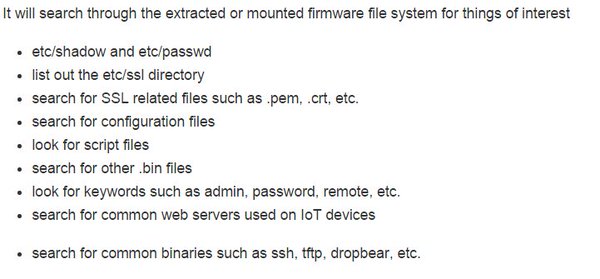 It will search through the extracted or mounted firmware file system for things of interest
• etc/shadow and etc/passwd
• list out the etc/ssl directory
• search for SSL related files such as .pem, .crt, etc.
• search for configuration files
• look for script files
• search for other .bin files
• look for keywords such as admin, password, remote, etc.
• search for common web servers used on IoT devices
• search for common binaries such as ssh, tftp, dropbear, etc.